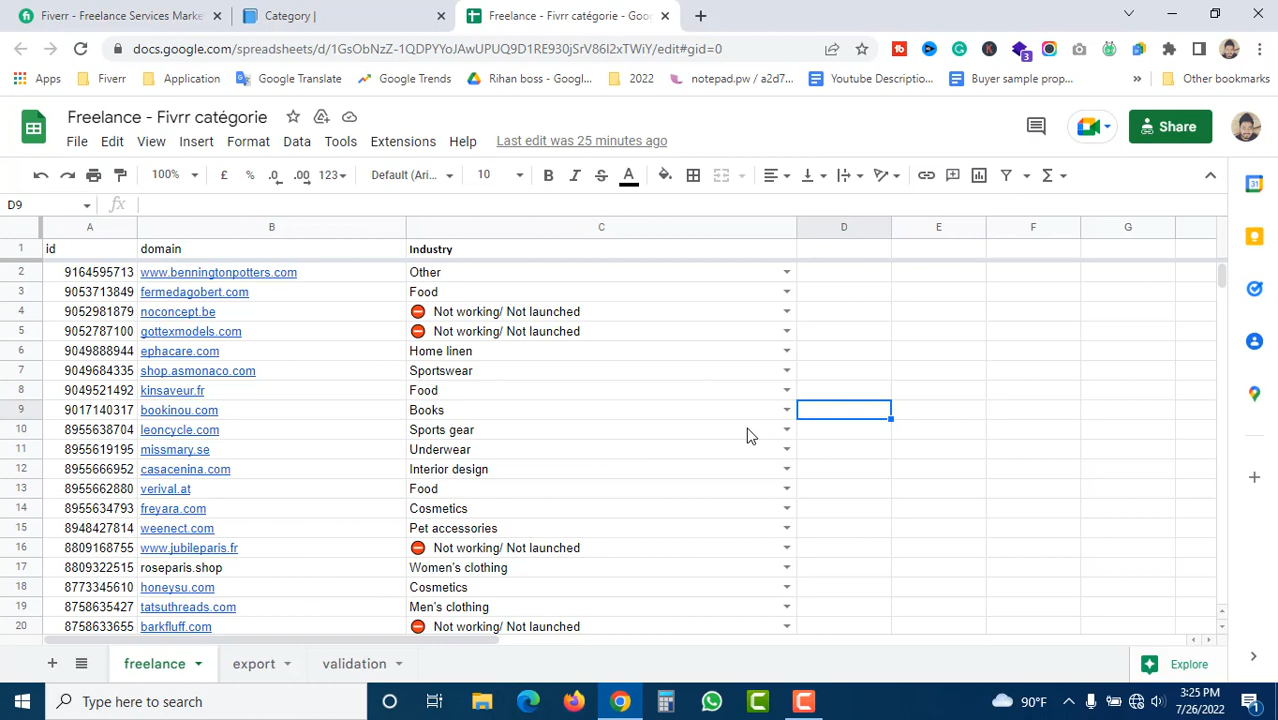 Fiverr - Freelance Services Marke
Category |
Freelance - Fivrr catégorie - Goo
docs.google.com/spreadsheets/d/1GsObNzZ-1QDPYYoJAwUPUQ9D1RE930jSrV86I2xTWiY/edit#gid=0
3
Apps
Fiverr
Application
Google Translate
Google Trends
Rihan boss - Googl...
2022
notepad.pw / a2d7...
Youtube Descriptio...
Buyer sample prop...
»
Other bookmarks
Freelance - Fivrr catégorie
File Edit View Insert Format Data Tools Extensions Help Last edit was 25 minutes ago
Share
100% £ % .0 .00 123 Default (Ari... 10 B I S A Σ
D9 fx
A B C D E F G
1 id domain Industry
2 9164595713 www.benningtonpotters.com Other
3 9053713849 fermedagobert.com Food
4 9052981879 noconcept.be Not working/ Not launched
5 9052787100 gottexmodels.com Not working/ Not launched
6 9049888944 ephacare.com Home linen
7 9049684335 shop.asmonaco.com Sportswear
8 9049521492 kinsaveur.fr Food
9 9017140317 bookinou.com Books
10 8955638704 leoncycle.com Sports gear
11 8955619195 missmary.se Underwear
12 8955666952 casacenina.com Interior design
13 8955662880 verival.at Food
14 8955634793 freyara.com Cosmetics
15 8948427814 weenect.com Pet accessories
16 8809168755 www.jubileparis.fr Not working/ Not launched
17 8809322515 roseparis.shop Women's clothing
18 8773345610 honeysu.com Cosmetics
19 8758635427 tatsuthreads.com Men's clothing
20 8758633655 barkfluff.com Not working/ Not launched
freelance export validation
Explore
Type here to search
90°F
3:25 PM
7/26/2022
1